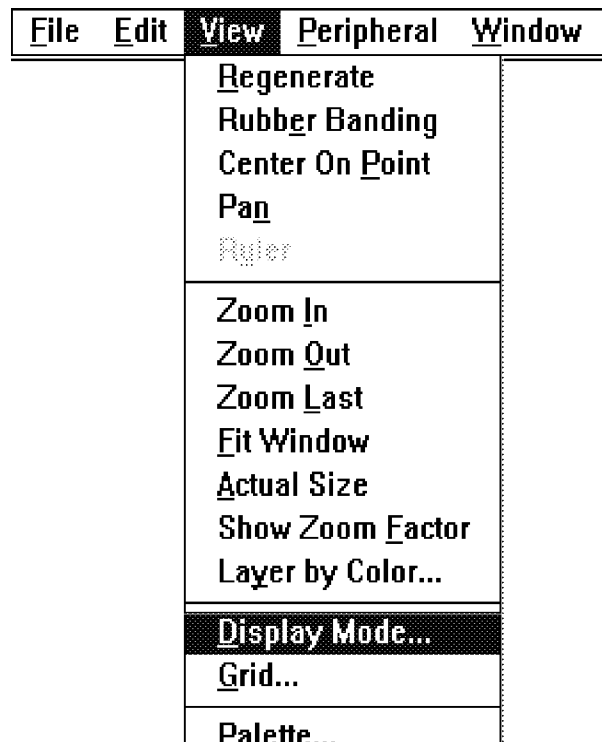 File Edit View Peripheral Window
Regenerate
Rubber Banding
Center On Point
Pan
Ruler
Zoom In
Zoom Out
Zoom Last
Fit Window
Actual Size
Show Zoom Factor
Layer by Color...
Display Mode...
Grid...
Palette...